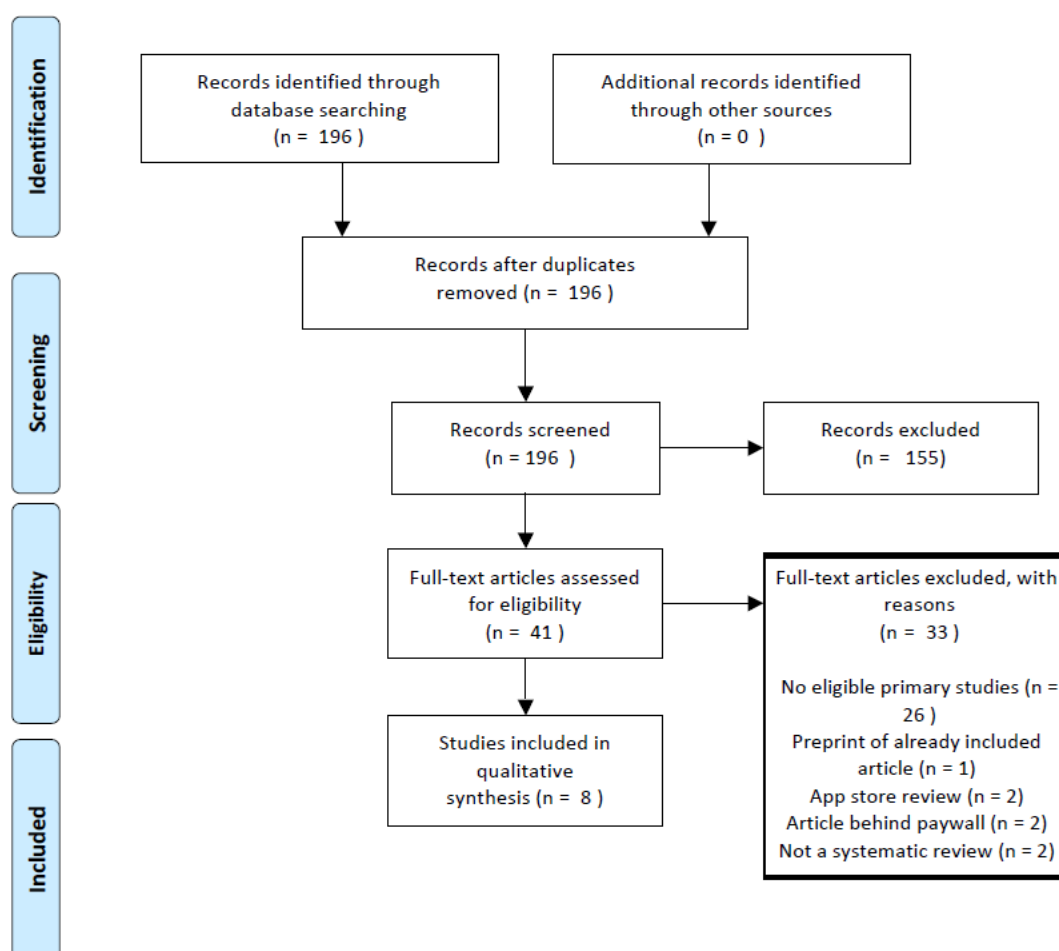 Identification
Records identified through
database searching
(n = 196 )
Additional records identified
through other sources
(n = 0 )
Records after duplicates
removed (n = 196 )
Screening
Records screened
(n = 196 )
Records excluded
(n = 155)
Eligibility
Full-text articles assessed
for eligibility
(n = 41 )
Full-text articles excluded, with
reasons
(n = 33 )
No eligible primary studies (n =
26 )
Preprint of already included
article (n = 1)
App store review (n = 2)
Article behind paywall (n = 2)
Not a systematic review (n = 2)
Included
Studies included in
qualitative
synthesis (n = 8 )